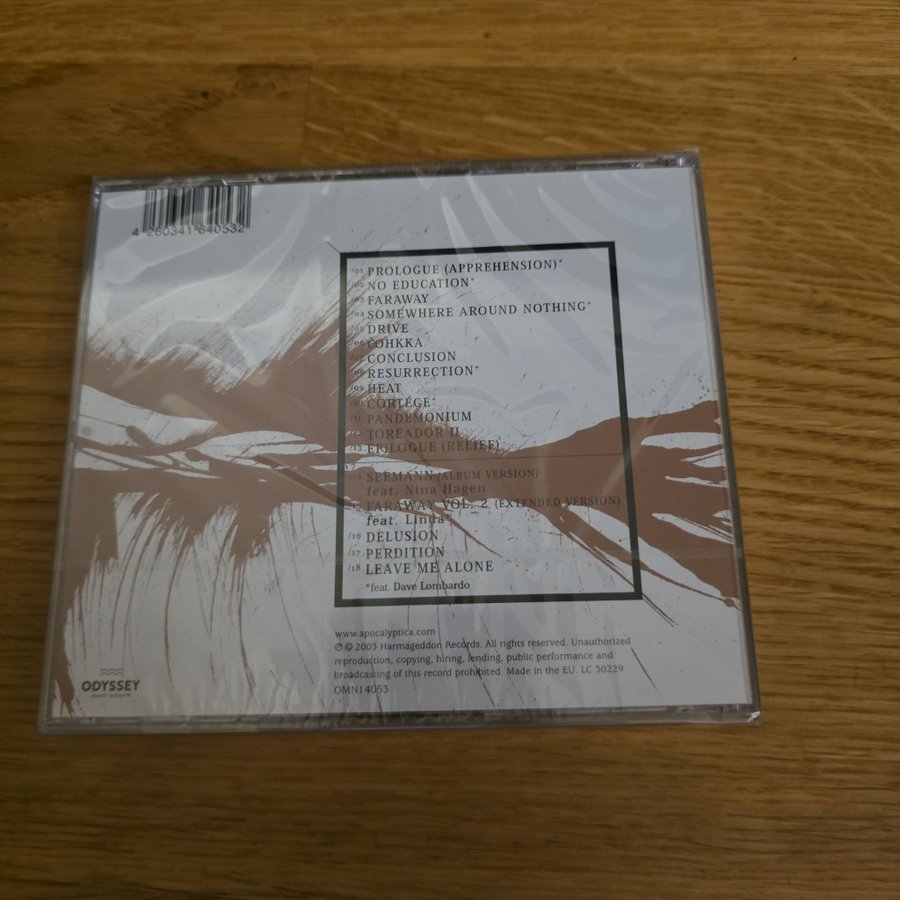 4 260341 640532
/01 PROLOGUE (APPREHENSION)*
/02 NO EDUCATION*
/03 FARAWAY
/04 SOMEWHERE AROUND NOTHING*
/05 DRIVE
/06 COHKKA
/07 CONCLUSION
/08 RESURRECTION*
/09 HEAT
/10 CORTÉGE*
/11 PANDEMONIUM
/12 TOREADOR II
/13 EPILOGUE (RELIEF)
/14 SEEMANN (ALBUM VERSION)
feat. Nina Hagen
FARAWAY VOL. 2 (EXTENDED VERSION)
feat. Linda
/16 DELUSION
/17 PERDITION
/18 LEAVE ME ALONE
*feat. Dave Lombardo
www.apocalyptica.com
℗ © 2003 Harmageddon Records. All rights reserved. Unauthorized
reproduction, copying, hiring, lending, public performance and
broadcasting of this record prohibited. Made in the EU. LC 30229
OMN14053
ODYSSEY
music network